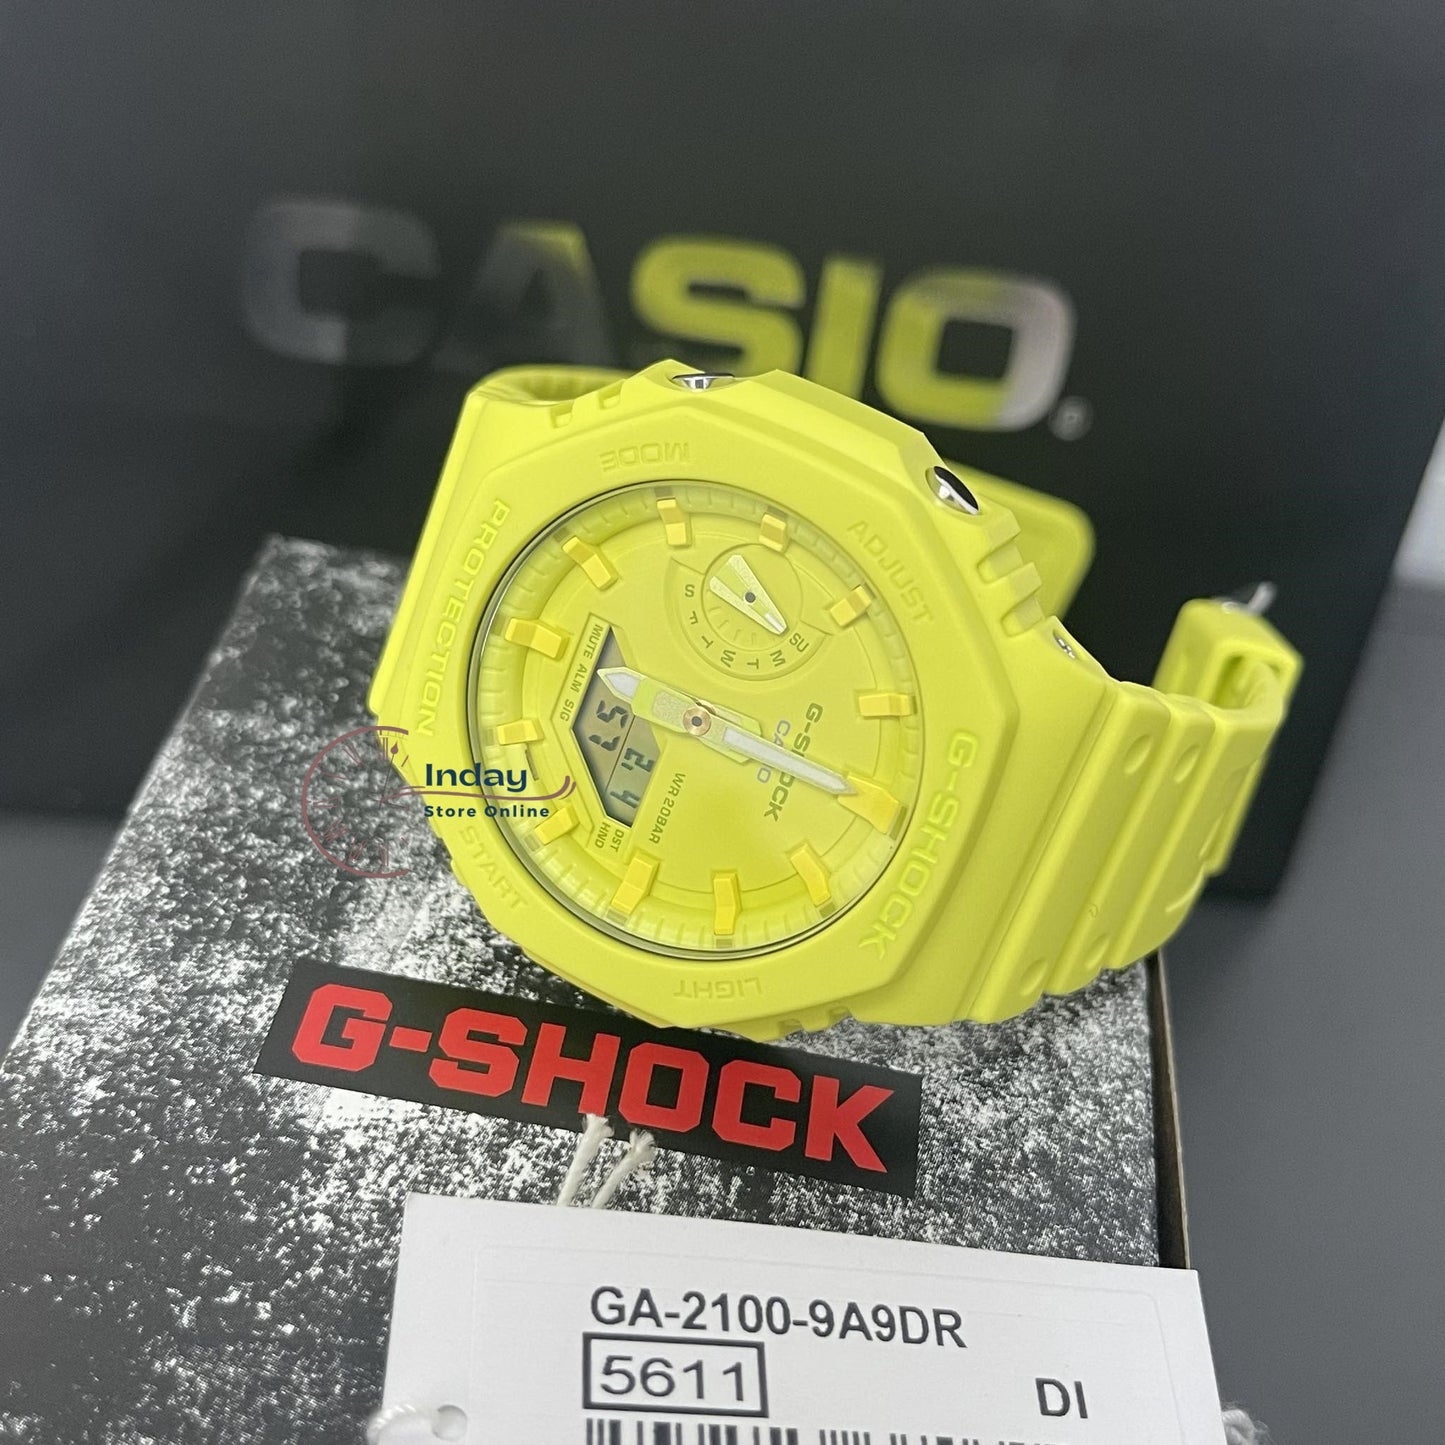 CASIO
MODE
ADJUST
PROTECTION
G-SHOCK
START
LIGHT
MUTE ALM SIG
S F T W T M SU
G-SHOCK
CASIO
WR20BAR
DST
HND
Inday
Store Online
G-SHOCK
GA-2100-9A9DR
5611
DI